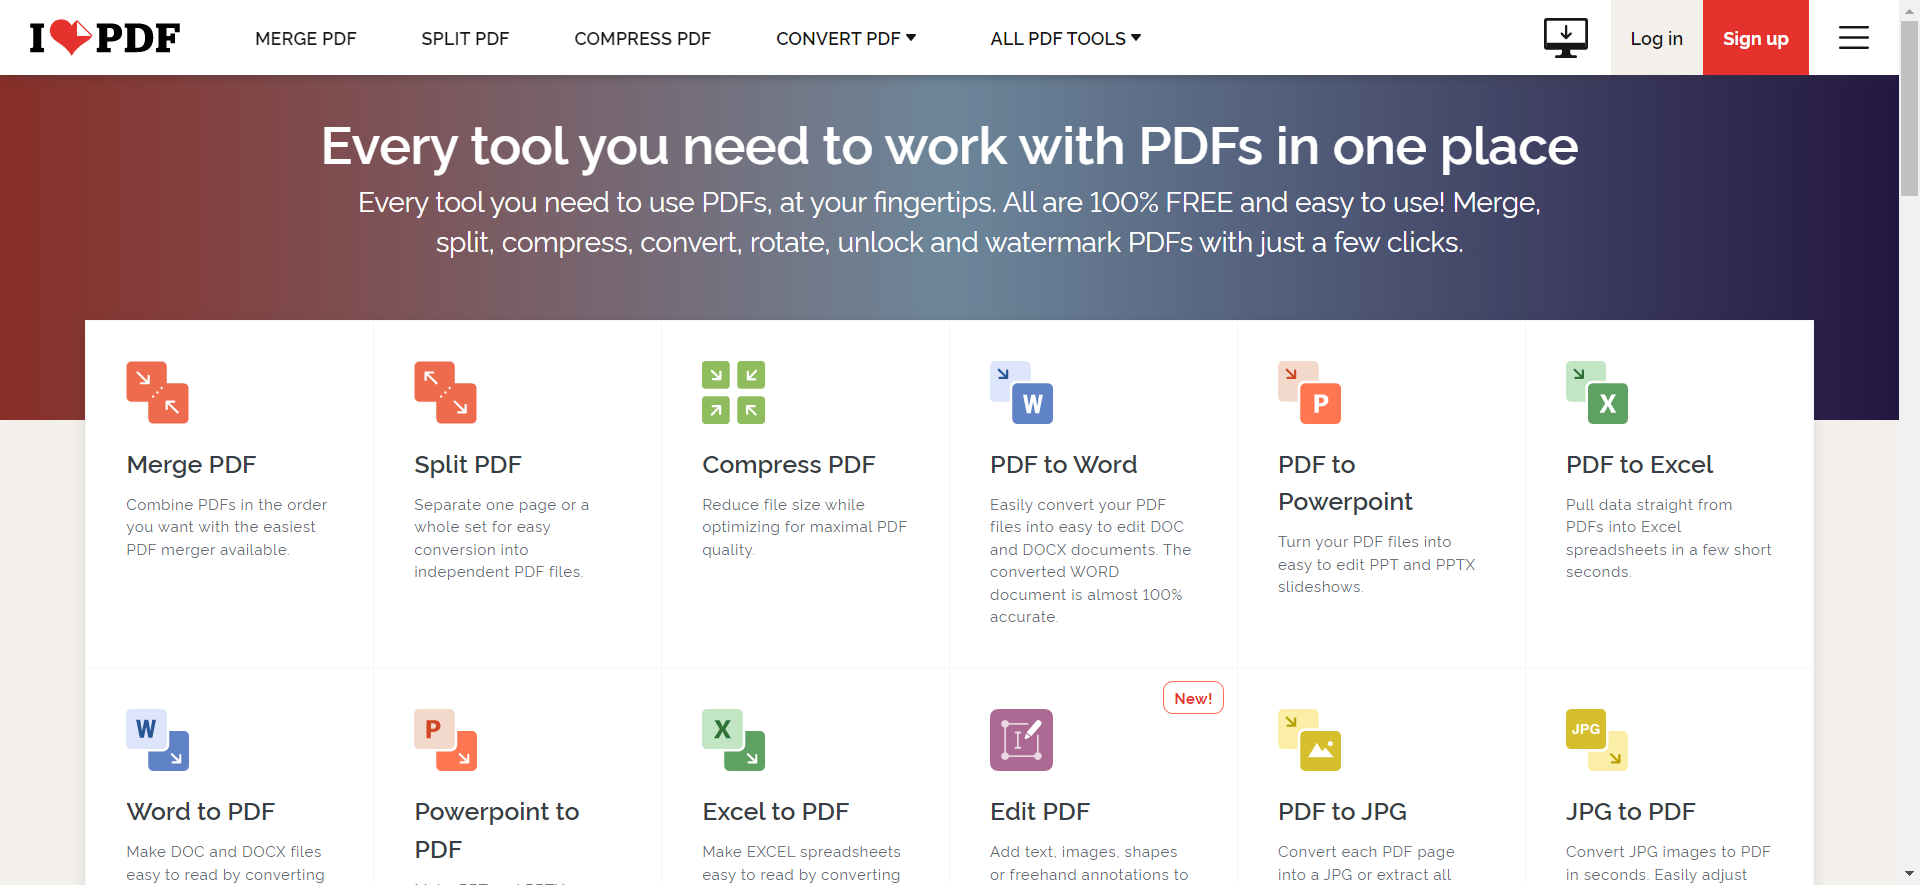 I PDF
MERGE PDF
SPLIT PDF
COMPRESS PDF
CONVERT PDF
ALL PDF TOOLS
Log in
Sign up
Every tool you need to work with PDFs in one place
Every tool you need to use PDFs, at your fingertips. All are 100% FREE and easy to use! Merge,
split, compress, convert, rotate, unlock and watermark PDFs with just a few clicks.
Merge PDF
Combine PDFs in the order
you want with the easiest
PDF merger available.
Split PDF
Separate one page or a
whole set for easy
conversion into
independent PDF files.
Compress PDF
Reduce file size while
optimizing for maximal PDF
quality.
W
PDF to Word
Easily convert your PDF
files into easy to edit DOC
and DOCX documents. The
converted WORD
document is almost 100%
accurate.
P
PDF to
Powerpoint
Turn your PDF files into
easy to edit PPT and PPTX
slideshows.
X
PDF to Excel
Pull data straight from
PDFs into Excel
spreadsheets in a few short
seconds.
W
Word to PDF
Make DOC and DOCX files
easy to read by converting
P
Powerpoint to
PDF
X
Excel to PDF
Make EXCEL spreadsheets
easy to read by converting
New!
Edit PDF
Add text, images, shapes
or freehand annotations to
PDF to JPG
Convert each PDF page
into a JPG or extract all
JPG
JPG to PDF
Convert JPG images to PDF
in seconds. Easily adjust